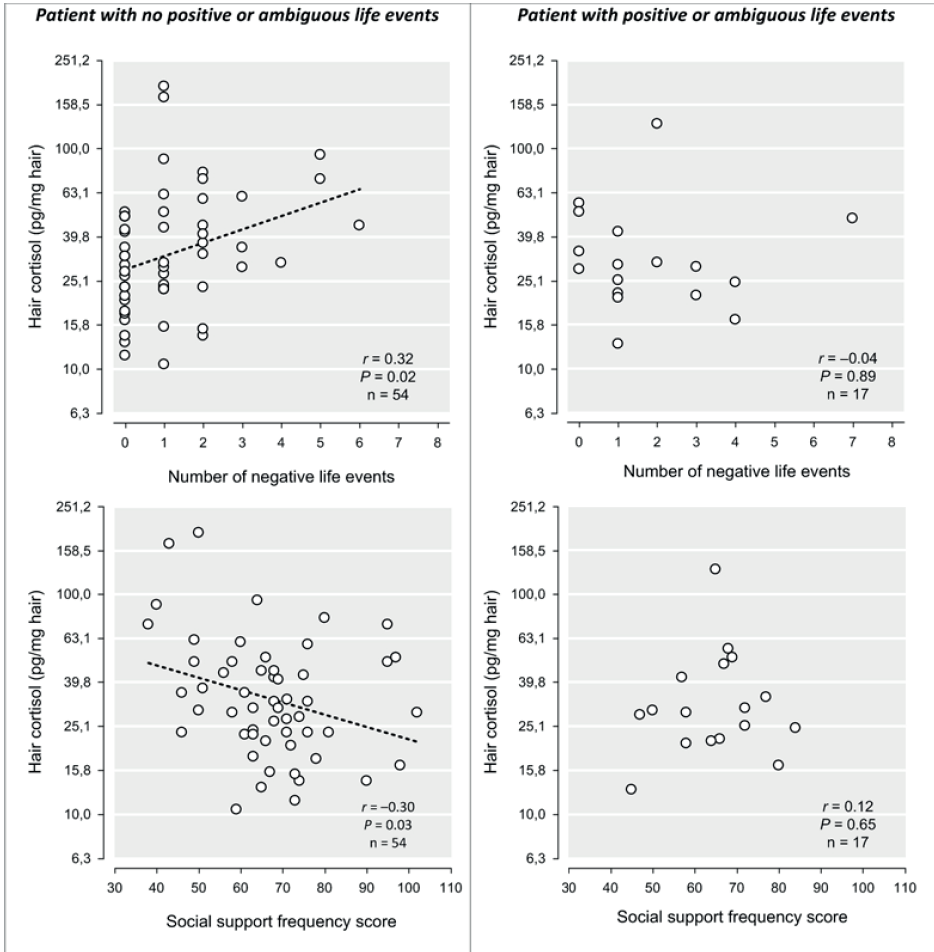 Patient with no positive or ambiguous life events
Hair cortisol (pg/mg hair)
251,2
158,5
100,0
63,1
39,8
25,1
15,8
10,0
6,3
r = 0.32
P = 0.02
n = 54
0 1 2 3 4 5 6 7 8
Number of negative life events
Patient with positive or ambiguous life events
Hair cortisol (pg/mg hair)
251,2
158,5
100,0
63,1
39,8
25,1
15,8
10,0
6,3
r = –0.04
P = 0.89
n = 17
0 1 2 3 4 5 6 7 8
Number of negative life events
Hair cortisol (pg/mg hair)
251,2
158,5
100,0
63,1
39,8
25,1
15,8
10,0
6,3
r = –0.30
P = 0.03
n = 54
30 40 50 60 70 80 90 100 110
Social support frequency score
Hair cortisol (pg/mg hair)
251,2
158,5
100,0
63,1
39,8
25,1
15,8
10,0
6,3
r = 0.12
P = 0.65
n = 17
30 40 50 60 70 80 90 100 110
Social support frequency score